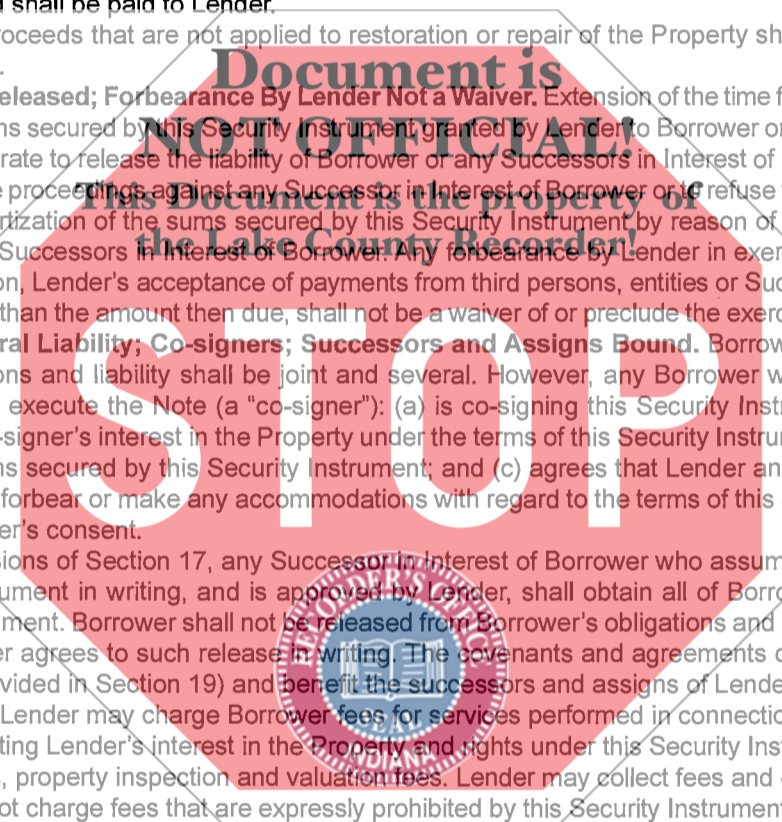 d shall be paid to Lender.
roceeds that are not applied to restoration or repair of the Property sh
.
Document is
eleased; Forbearance By Lender Not a Waiver. Extension of the time f
NOT OFFICIAL!
ns secured by this Security Instrument granted by Lender to Borrower or
rate to release the liability of Borrower or any Successors in Interest of
This Document is the property of
e proceedings against any Successor in Interest of Borrower or to refuse
rtization of the sums secured by this Security Instrument by reason of
the Lake County Recorder!
Successors in Interest of Borrower. Any forbearance by Lender in exer
on, Lender’s acceptance of payments from third persons, entities or Suc
than the amount then due, shall not be a waiver of or preclude the exerc
STOP
ral Liability; Co-signers; Successors and Assigns Bound. Borrow
ons and liability shall be joint and several. However, any Borrower w
execute the Note (a “co-signer”): (a) is co-signing this Security Inst
-signer’s interest in the Property under the terms of this Security Instru
ns secured by this Security Instrument; and (c) agrees that Lender an
forbear or make any accommodations with regard to the terms of this
er’s consent.
sions of Section 17, any Successor in Interest of Borrower who assum
ument in writing, and is approved by Lender, shall obtain all of Borro
ment. Borrower shall not be released from Borrower’s obligations and
er agrees to such release in writing. The covenants and agreements o
vided in Section 19) and benefit the successors and assigns of Lende
Lender may charge Borrower fees for services performed in connectio
ting Lender’s interest in the Property and rights under this Security Ins
, property inspection and valuation fees. Lender may collect fees and
ot charge fees that are expressly prohibited by this Security Instrument
RECORDER'S OFFICE
SEAL
INDIANA